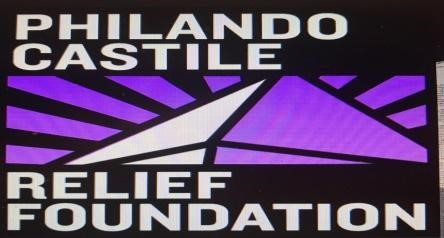 PHILANDO
CASTILE
RELIEF
FOUNDATION